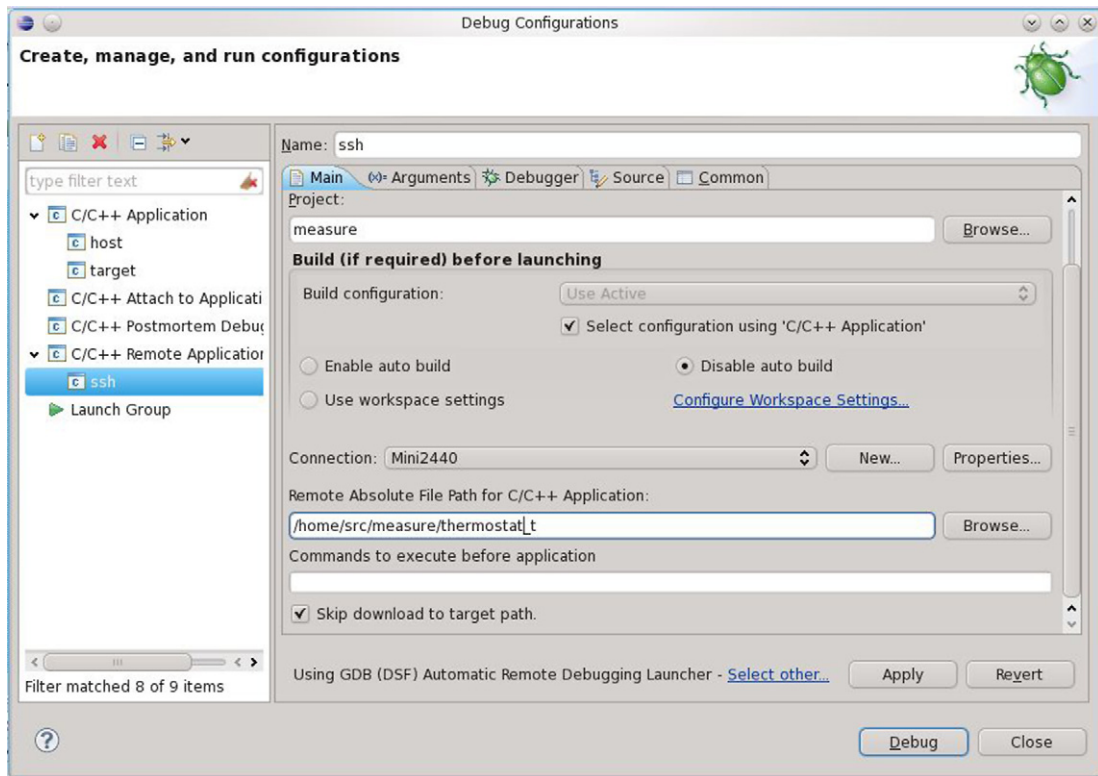 Debug Configurations
Create, manage, and run configurations
type filter text
C/C++ Application
host
target
C/C++ Attach to Applicati
C/C++ Postmortem Debug
C/C++ Remote Application
ssh
Launch Group
Filter matched 8 of 9 items
Name: ssh
Main (x)= Arguments Debugger Source Common
Project:
measure Browse...
Build (if required) before launching
Build configuration: Use Active
Select configuration using 'C/C++ Application'
Enable auto build Disable auto build
Use workspace settings Configure Workspace Settings...
Connection: Mini2440 New... Properties...
Remote Absolute File Path for C/C++ Application:
/home/src/measure/thermostat_t Browse...
Commands to execute before application
Skip download to target path.
Using GDB (DSF) Automatic Remote Debugging Launcher - Select other... Apply Revert
? Debug Close